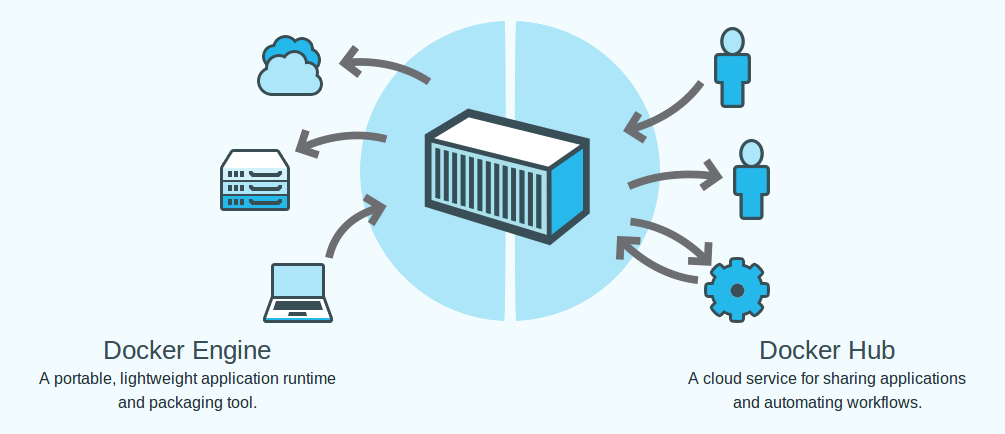 Docker Engine
A portable, lightweight application runtime
and packaging tool.
Docker Hub
A cloud service for sharing applications
and automating workflows.